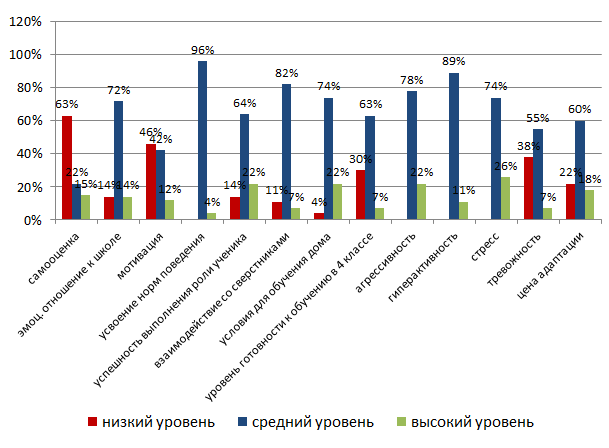 120%
100%
80%
60%
40%
20%
0%
63%
22%
15%
14%
72%
14%
46%
42%
12%
96%
4%
14%
64%
22%
11%
82%
7%
4%
74%
22%
30%
63%
7%
78%
22%
89%
11%
74%
26%
38%
55%
7%
22%
60%
18%
самооценка
эмоц. отношение к школе
мотивация
усвоение норм поведения
успешность выполнения роли ученика
взаимодействие со сверстниками
условия для обучения дома
уровень готовности к обучению в 4 классе
агрессивность
гиперактивность
стресс
тревожность
цена адаптации
низкий уровень
средний уровень
высокий уровень